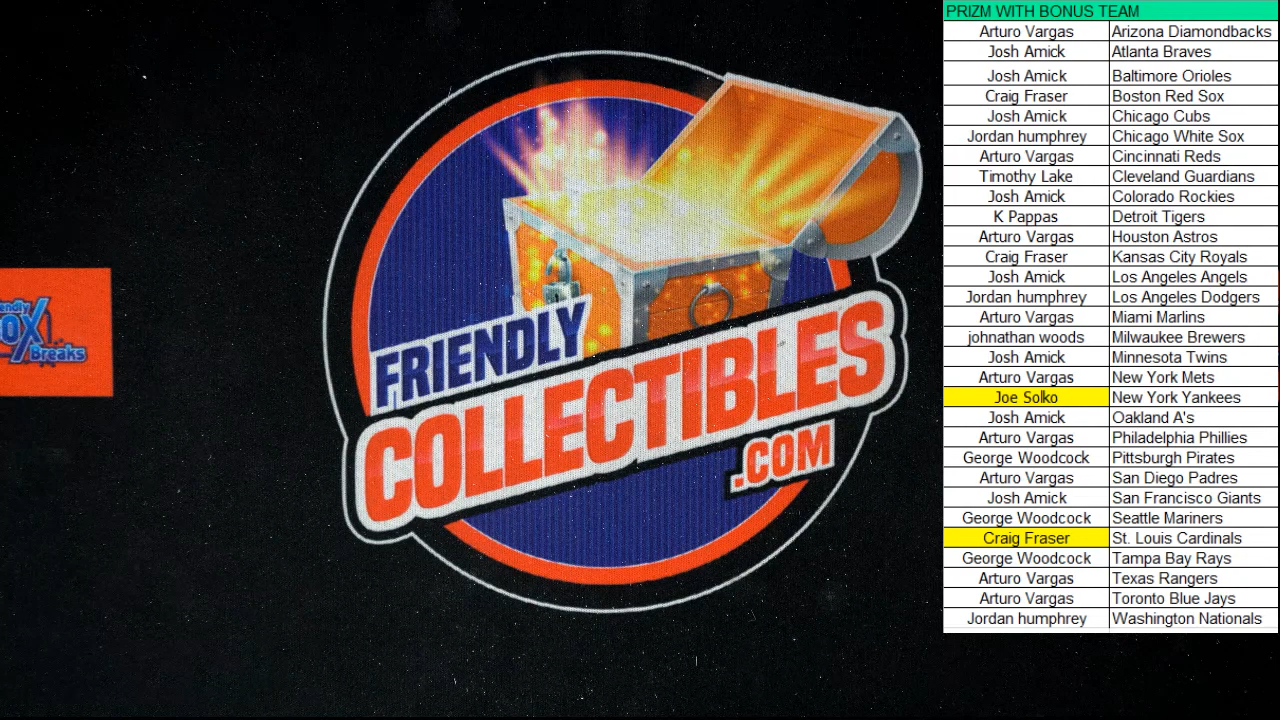 PRIZM WITH BONUS TEAM
Arturo Vargas Arizona Diamondbacks
Josh Amick Atlanta Braves
Josh Amick Baltimore Orioles
Craig Fraser Boston Red Sox
Josh Amick Chicago Cubs
Jordan humphrey Chicago White Sox
Arturo Vargas Cincinnati Reds
Timothy Lake Cleveland Guardians
Josh Amick Colorado Rockies
K Pappas Detroit Tigers
Arturo Vargas Houston Astros
Craig Fraser Kansas City Royals
Josh Amick Los Angeles Angels
Jordan humphrey Los Angeles Dodgers
Arturo Vargas Miami Marlins
johnathan woods Milwaukee Brewers
Josh Amick Minnesota Twins
Arturo Vargas New York Mets
Joe Solko New York Yankees
Josh Amick Oakland A's
Arturo Vargas Philadelphia Phillies
George Woodcock Pittsburgh Pirates
Arturo Vargas San Diego Padres
Josh Amick San Francisco Giants
George Woodcock Seattle Mariners
Craig Fraser St. Louis Cardinals
George Woodcock Tampa Bay Rays
Arturo Vargas Texas Rangers
Arturo Vargas Toronto Blue Jays
Jordan humphrey Washington Nationals
FRIENDLY
COLLECTIBLES
.COM
Breaks